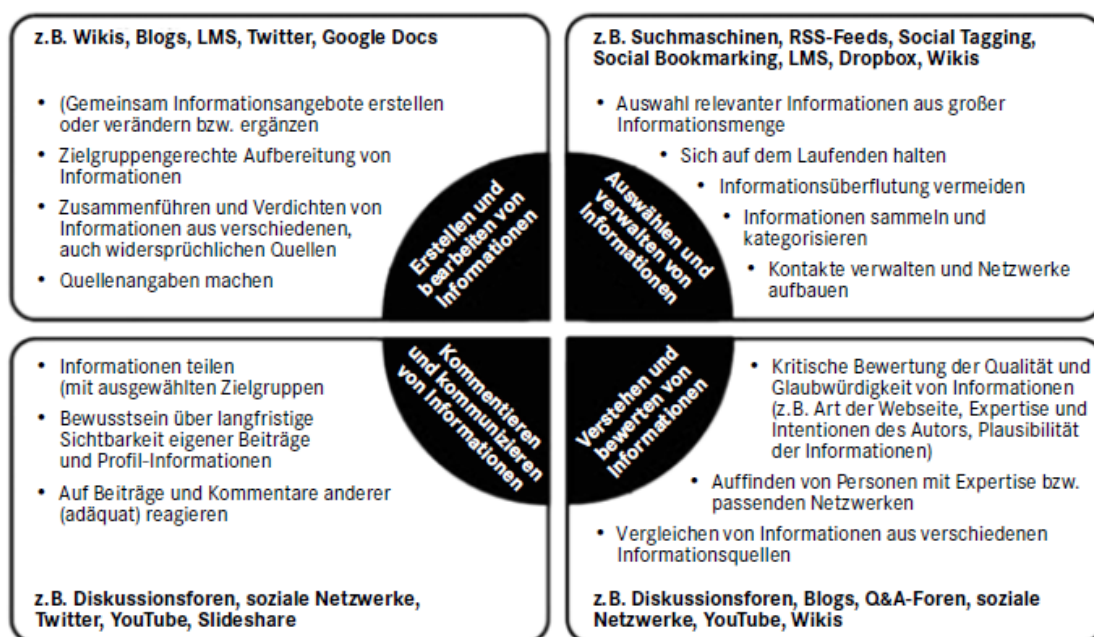 z.B. Wikis, Blogs, LMS, Twitter, Google Docs
• (Gemeinsam Informationsangebote erstellen
oder verändern bzw. ergänzen
• Zielgruppengerechte Aufbereitung von
Informationen
• Zusammenführen und Verdichten von
Informationen aus verschiedenen,
auch widersprüchlichen Quellen
• Quellenangaben machen
Erstellen und
bearbeiten von
Informationen
z.B. Suchmaschinen, RSS-Feeds, Social Tagging,
Social Bookmarking, LMS, Dropbox, Wikis
• Auswahl relevanter Informationen aus großer
Informationsmenge
• Sich auf dem Laufenden halten
• Informationsüberflutung vermeiden
• Informationen sammeln und
kategorisieren
• Kontakte verwalten und Netzwerke
aufbauen
Auswählen und
verwalten von
Informationen
• Informationen teilen
(mit ausgewählten Zielgruppen
• Bewusstsein über langfristige
Sichtbarkeit eigener Beiträge
und Profil-Informationen
• Auf Beiträge und Kommentare anderer
(adäquat) reagieren
Kommentieren
und kommunizieren
von Informationen
z.B. Diskussionsforen, soziale Netzwerke,
Twitter, YouTube, Slideshare
Verstehen und
bewerten von
Informationen
• Kritische Bewertung der Qualität und
Glaubwürdigkeit von Informationen
(z.B. Art der Webseite, Expertise und
Intentionen des Autors, Plausibilität
der Informationen)
• Auffinden von Personen mit Expertise bzw.
passenden Netzwerken
• Vergleichen von Informationen aus verschiedenen
Informationsquellen
z.B. Diskussionsforen, Blogs, Q&A-Foren, soziale
Netzwerke, YouTube, Wikis